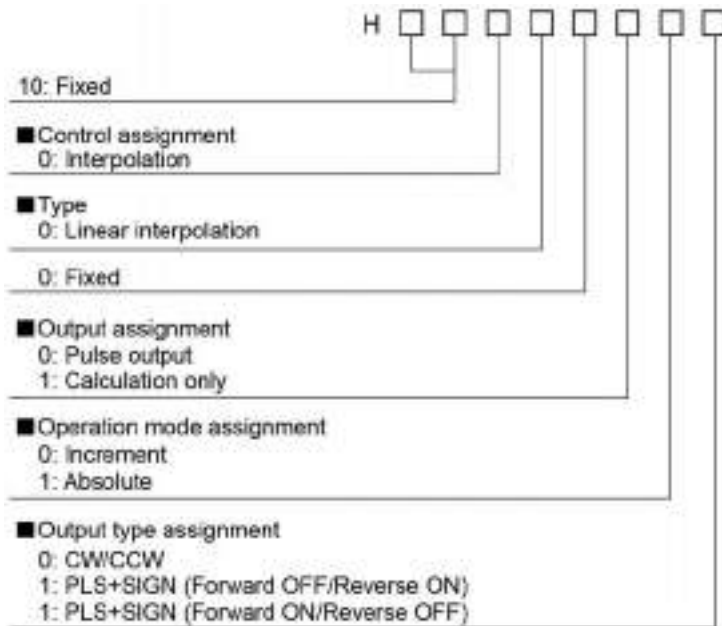 H □ □ □ □ □ □ □ □
10: Fixed
■Control assignment
0: Interpolation
■Type
0: Linear interpolation
0: Fixed
■Output assignment
0: Pulse output
1: Calculation only
■Operation mode assignment
0: Increment
1: Absolute
■Output type assignment
0: CW/CCW
1: PLS+SIGN (Forward OFF/Reverse ON)
1: PLS+SIGN (Forward ON/Reverse OFF)